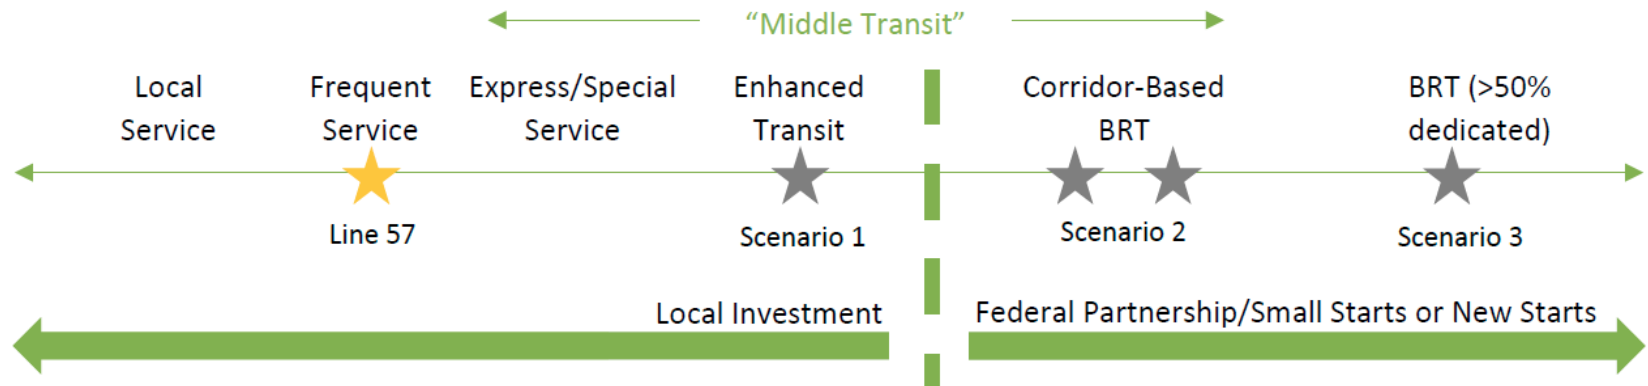 “Middle Transit”
Local
Service
Frequent
Service
Express/Special
Service
Enhanced
Transit
Corridor-Based
BRT
BRT (>50%
dedicated)
Line 57
Scenario 1
Scenario 2
Scenario 3
Local Investment
Federal Partnership/Small Starts or New Starts